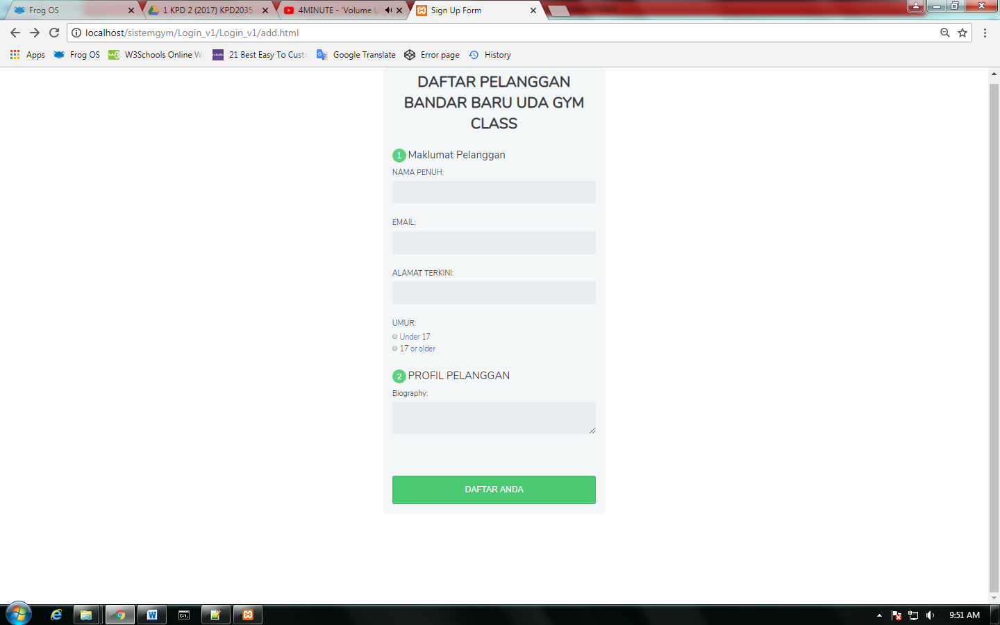 Frog OS
1 KPD 2 (2017) KPD2035
4MINUTE - 'Volume U
Sign Up Form
localhost/sistemgym/Login_v1/Login_v1/add.html
Apps
Frog OS
W3Schools Online W
21 Best Easy To Custo
Google Translate
Error page
History
DAFTAR PELANGGAN
BANDAR BARU UDA GYM
CLASS
1 Maklumat Pelanggan
NAMA PENUH:
EMAIL:
ALAMAT TERKINI:
UMUR:
Under 17
17 or older
2 PROFIL PELANGGAN
Biography:
DAFTAR ANDA
9:51 AM